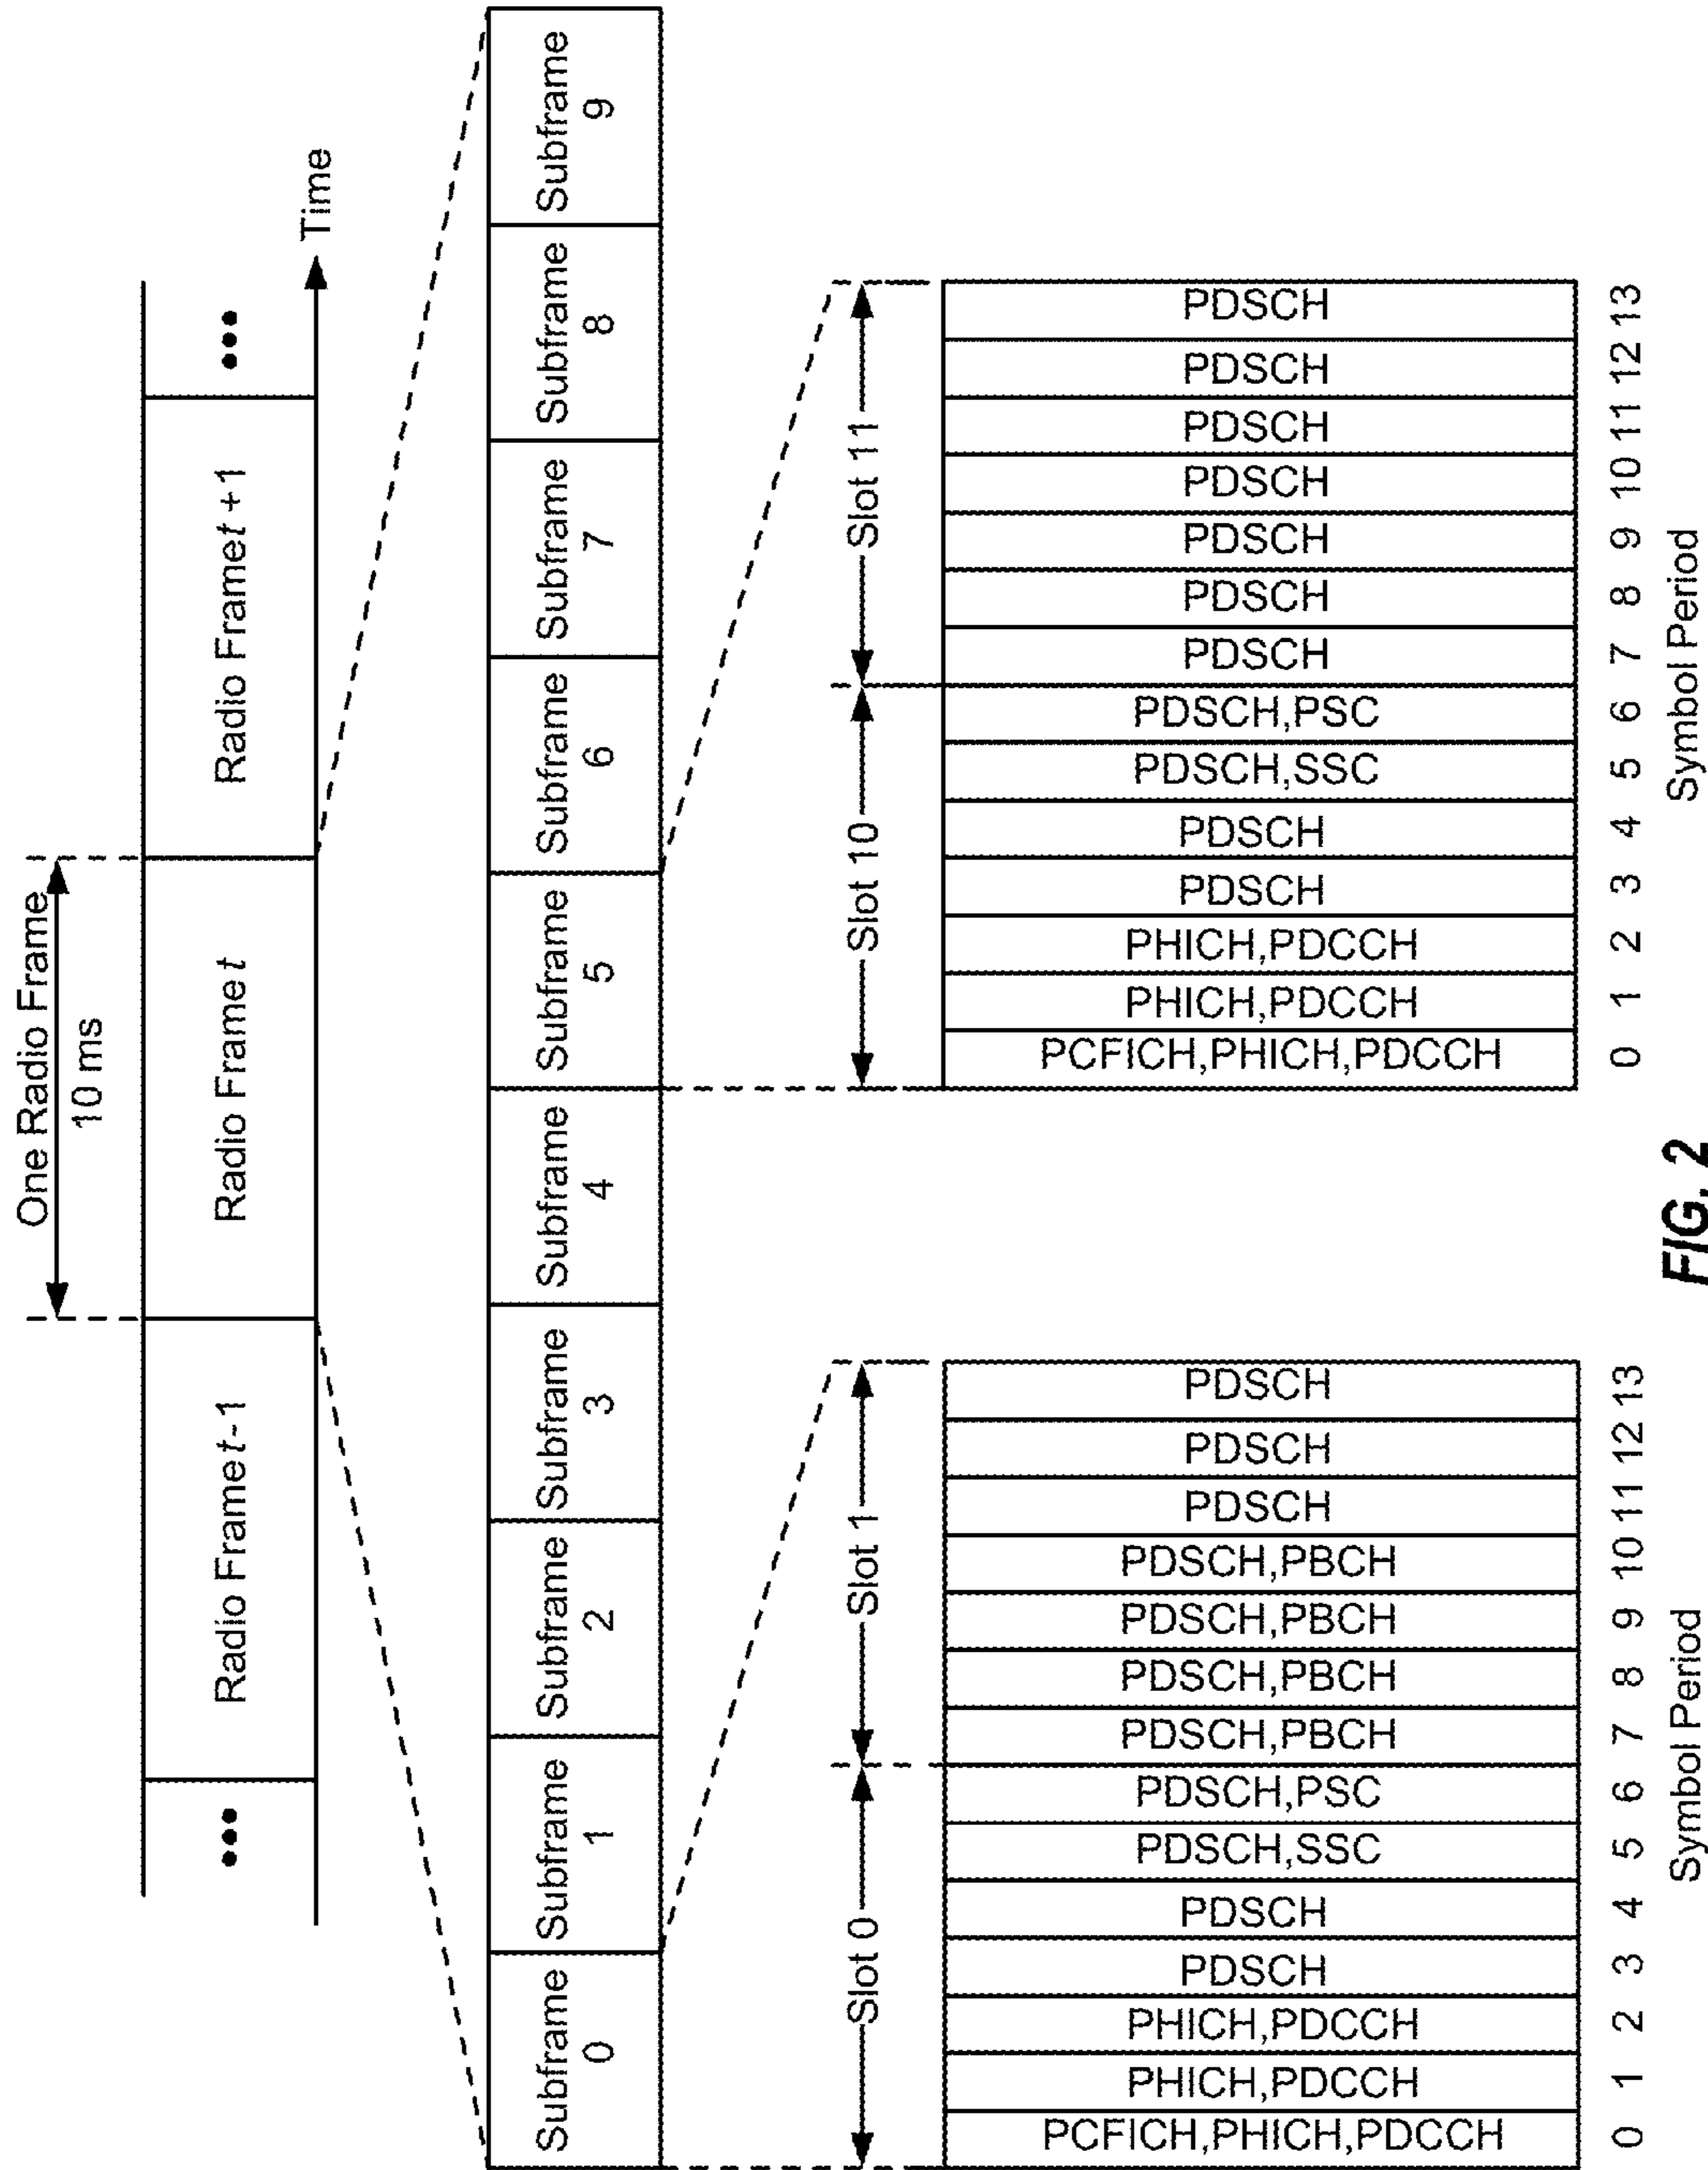 One Radio Frame
10 ms
•••
Radio Frame t-1
Radio Frame t
Radio Frame t +1
•••
Time
Subframe
0
Subframe
1
Subframe
2
Subframe
3
Subframe
4
Subframe
5
Subframe
6
Subframe
7
Subframe
8
Subframe
9
Slot 0
Slot 1
PCFICH,PHICH,PDCCH
PHICH,PDCCH
PHICH,PDCCH
PDSCH
PDSCH
PDSCH,SSC
PDSCH,PSC
PDSCH,PBCH
PDSCH,PBCH
PDSCH,PBCH
PDSCH,PBCH
PDSCH
PDSCH
PDSCH
0 1 2 3 4 5 6 7 8 9 10 11 12 13
Symbol Period
Slot 10
Slot 11
PCFICH,PHICH,PDCCH
PHICH,PDCCH
PHICH,PDCCH
PDSCH
PDSCH
PDSCH,SSC
PDSCH,PSC
PDSCH
PDSCH
PDSCH
PDSCH
PDSCH
PDSCH
PDSCH
0 1 2 3 4 5 6 7 8 9 10 11 12 13
Symbol Period
FIG. 2